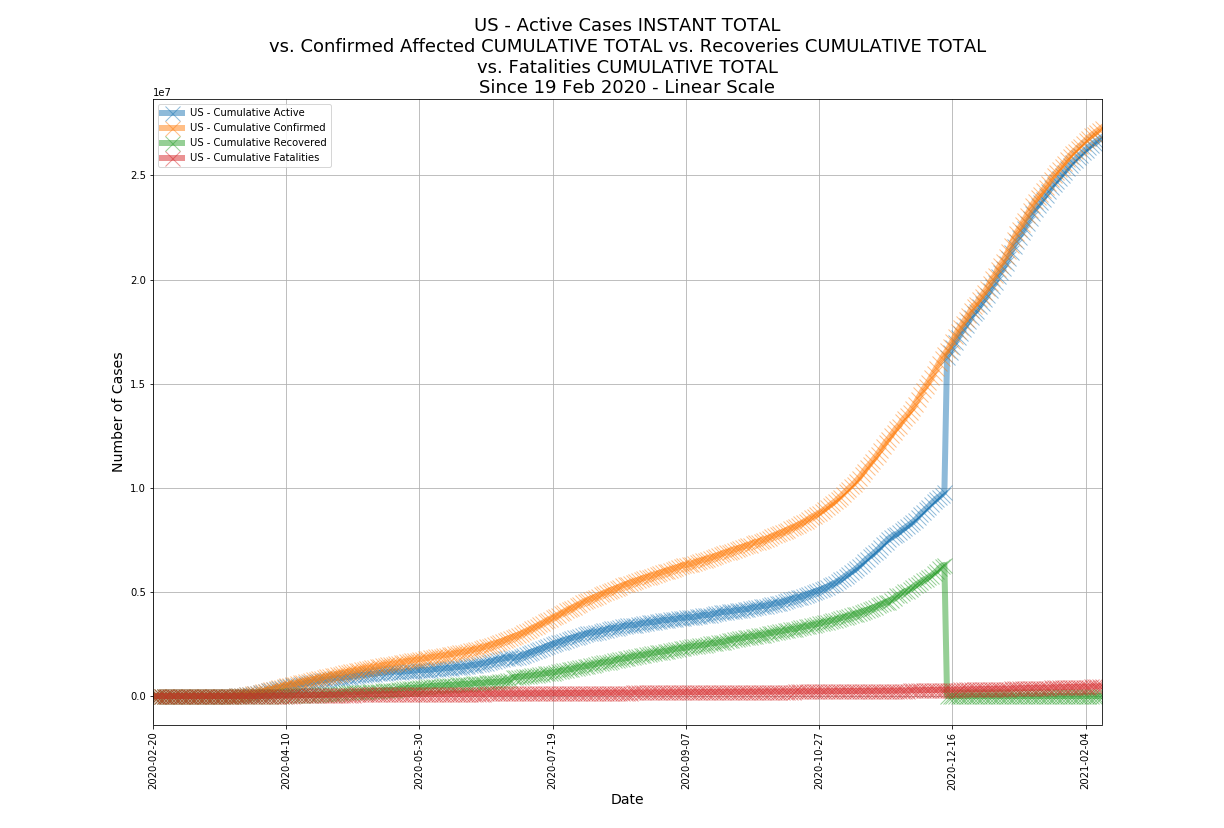 US - Active Cases INSTANT TOTAL
vs. Confirmed Affected CUMULATIVE TOTAL vs. Recoveries CUMULATIVE TOTAL
vs. Fatalities CUMULATIVE TOTAL
Since 19 Feb 2020 - Linear Scale
1e7
US - Cumulative Active
US - Cumulative Confirmed
US - Cumulative Recovered
US - Cumulative Fatalities
2.5
2.0
1.5
1.0
0.5
0.0
Number of Cases
2020-02-20
2020-04-10
2020-05-30
2020-07-19
2020-09-07
2020-10-27
2020-12-16
2021-02-04
Date